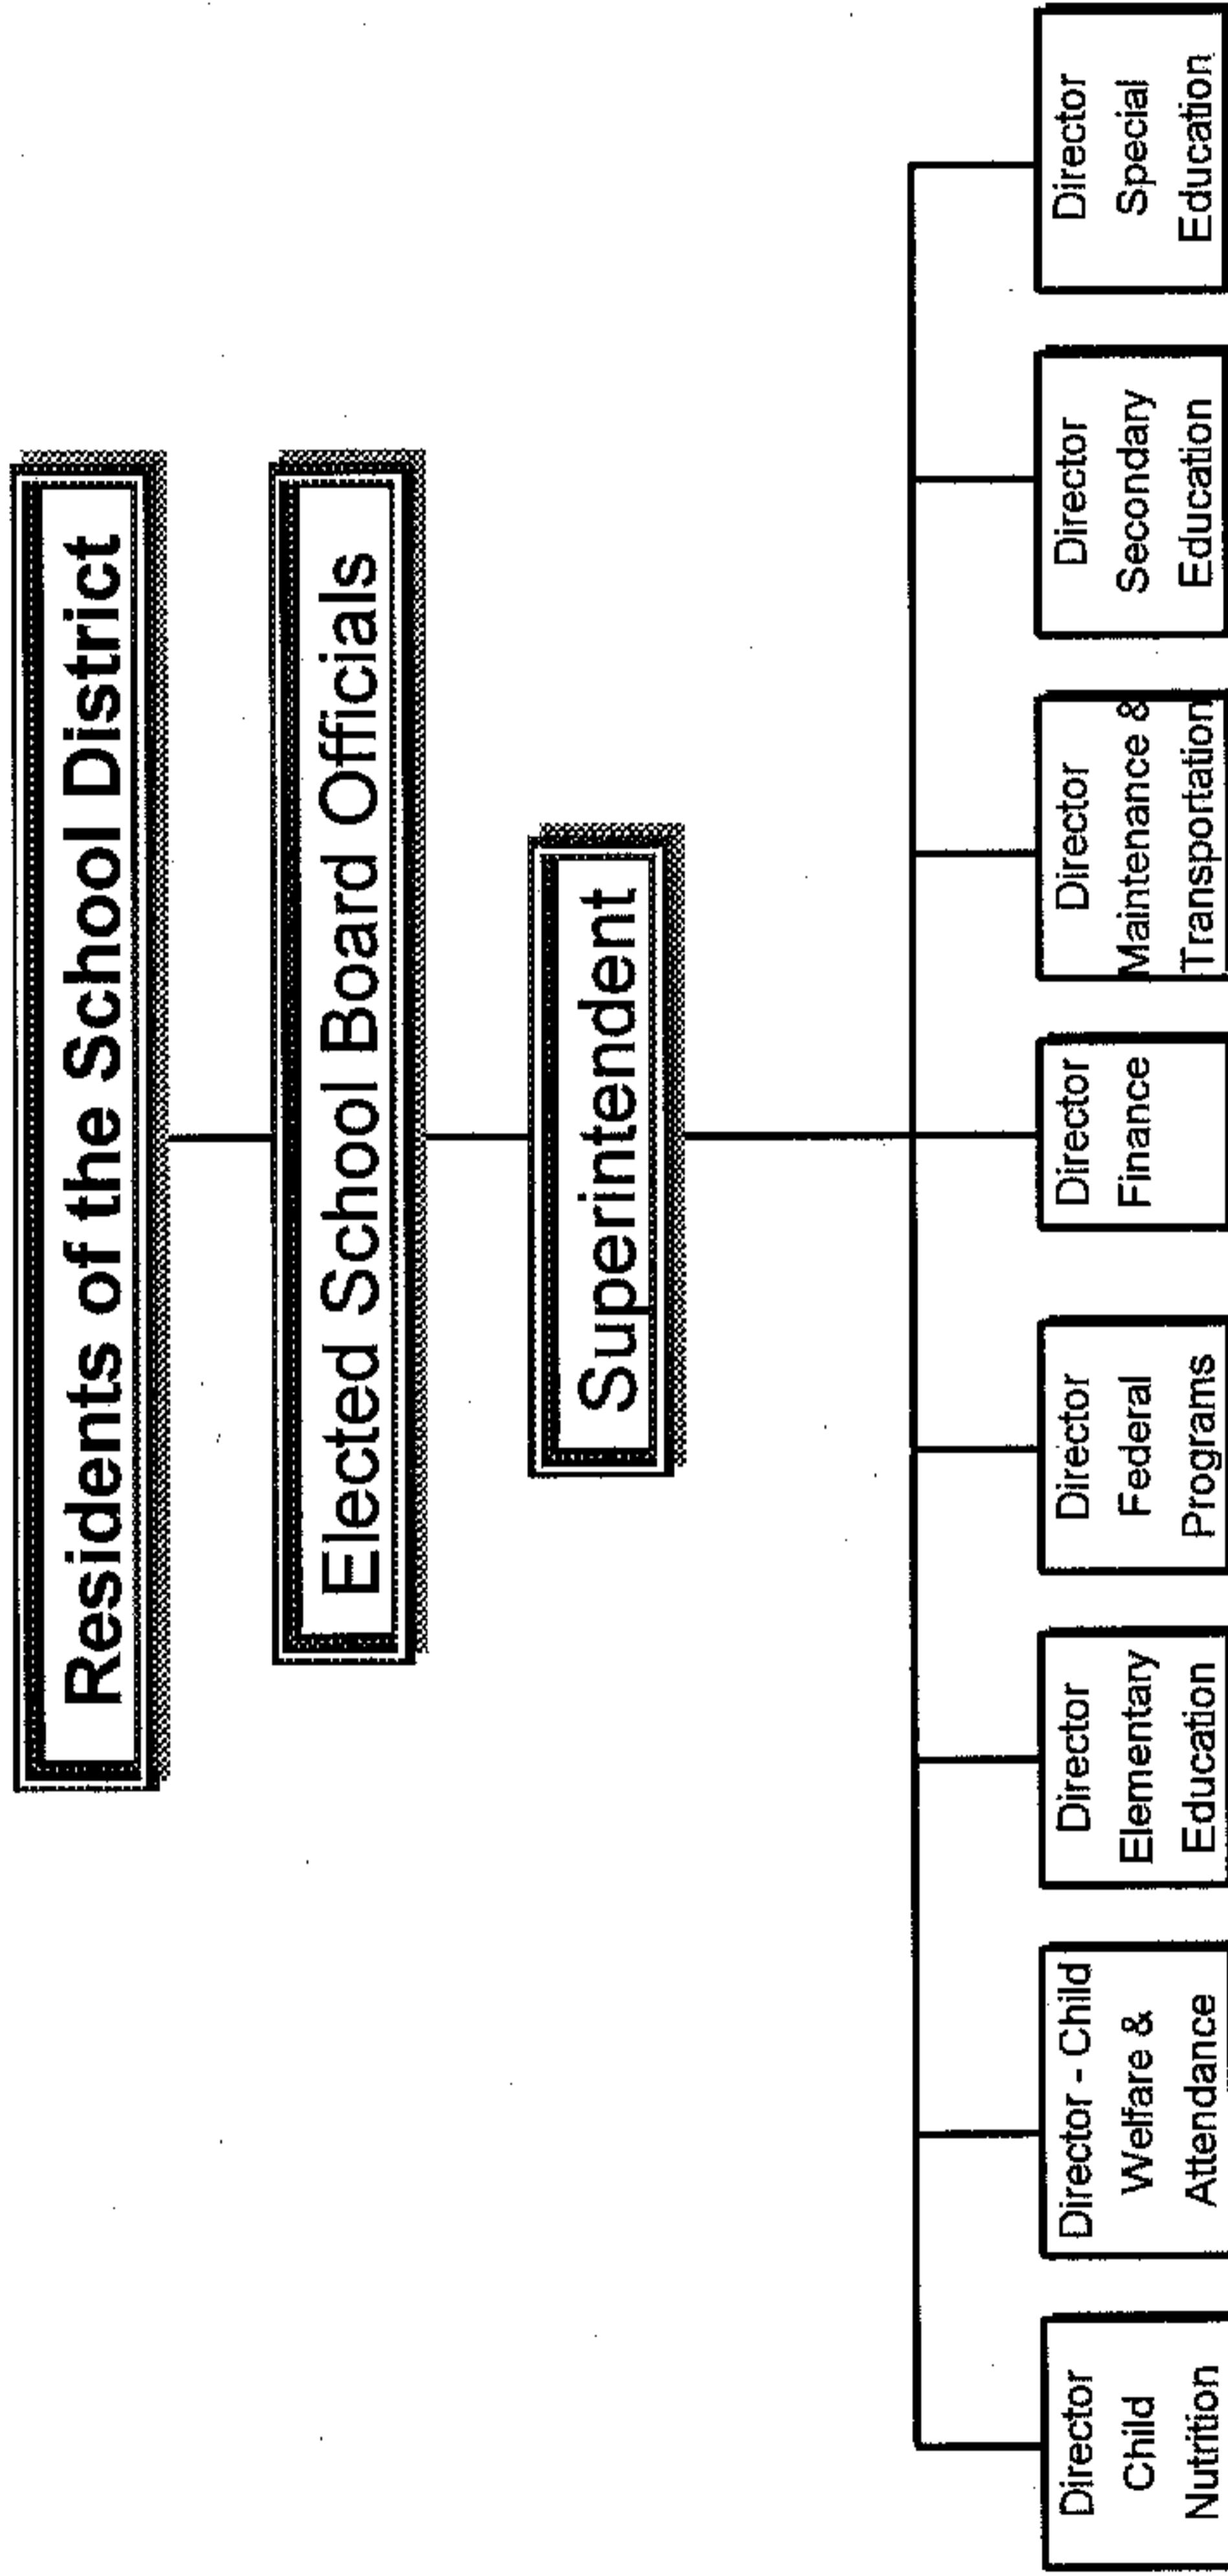 Residents of the School District
Elected School Board Officials
Superintendent
Director
Child
Nutrition
Director - Child
Welfare &
Attendance
Director
Elementary
Education
Director
Federal
Programs
Director
Finance
Director
Maintenance &
Transportation
Director
Secondary
Education
Director
Special
Education